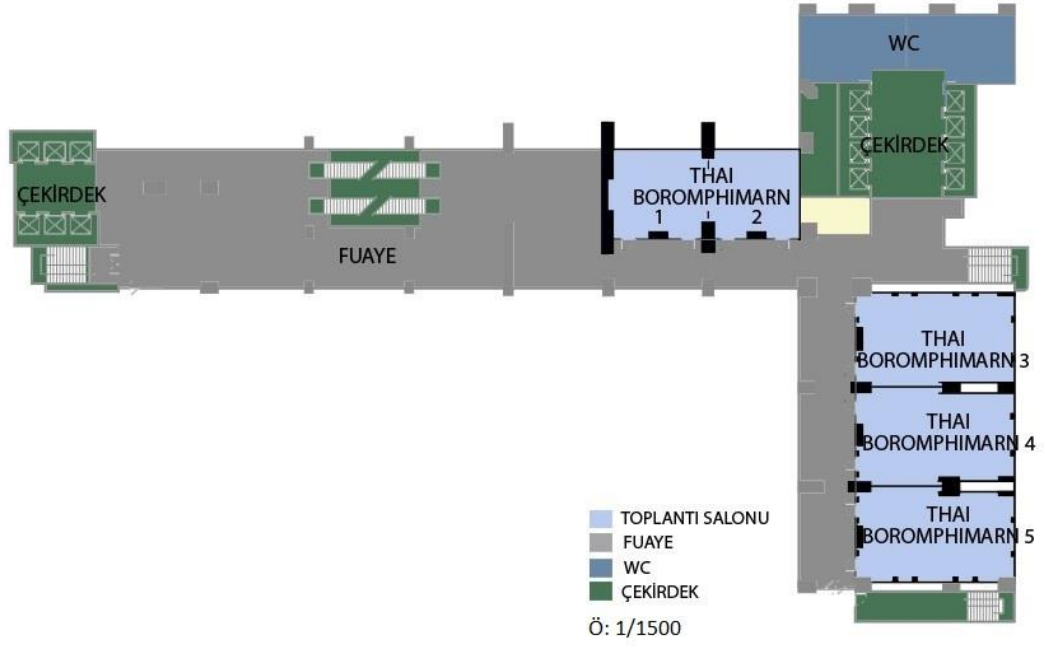 WC
ÇEKİRDEK
ÇEKİRDEK
THAI
BOROMPHIMARN
1 2
FUAYE
THAI
BOROMPHIMARN 3
THAI
BOROMPHIMARN 4
THAI
BOROMPHIMARN 5
TOPLANTI SALONU
FUAYE
WC
ÇEKİRDEK
Ö: 1/1500